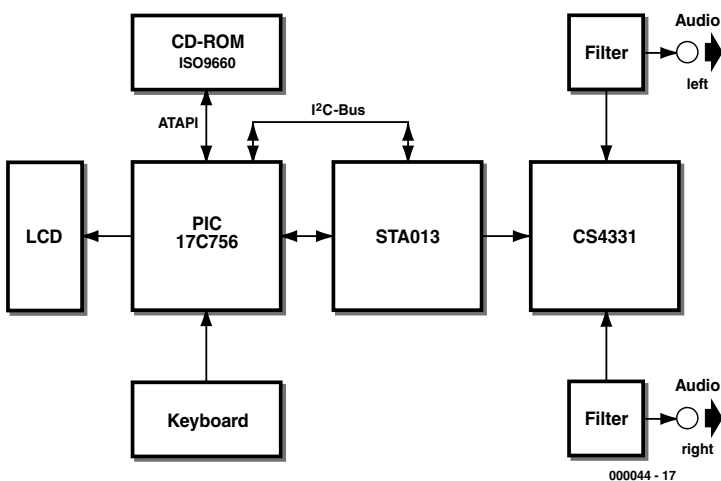 CD-ROM
ISO9660
Filter
Audio
left
ATAPI
I²C-Bus
LCD
PIC
17C756
STA013
CS4331
Keyboard
Filter
Audio
right
000044 - 17